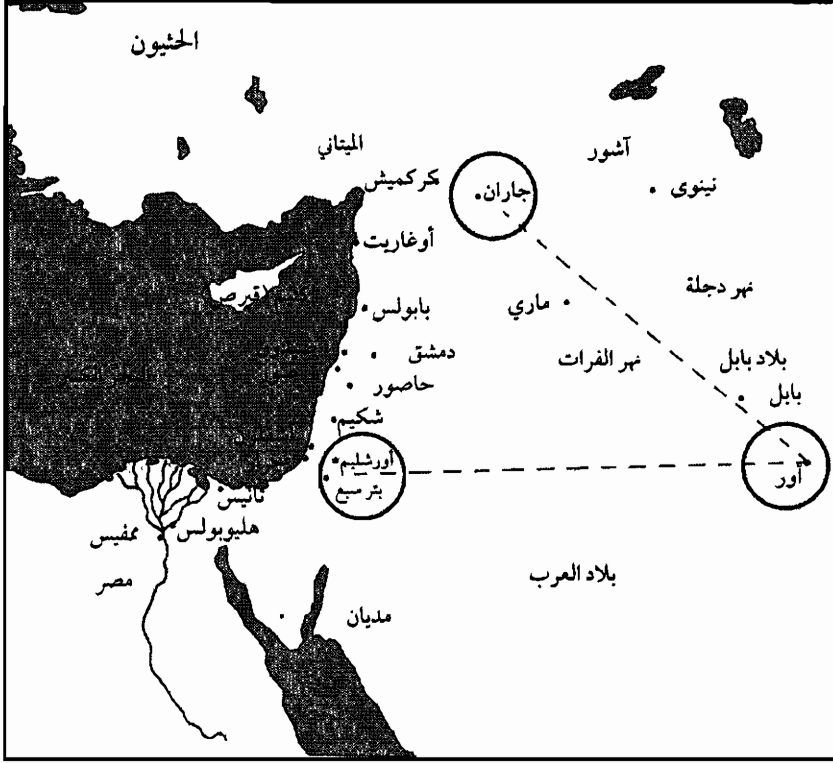 الحثيون
الميتاني
آشور
كركميش
جاران
نينوى
أوغاريت
قبرص
نهر دجلة
ماري
بابولس
دمشق
نهر الفرات
بلاد بابل
حاصور
بابل
شكيم
أورشليم
أور
بئر سبع
تانيس
هليوبولس
ممفيس
بلاد العرب
مصر
مديان